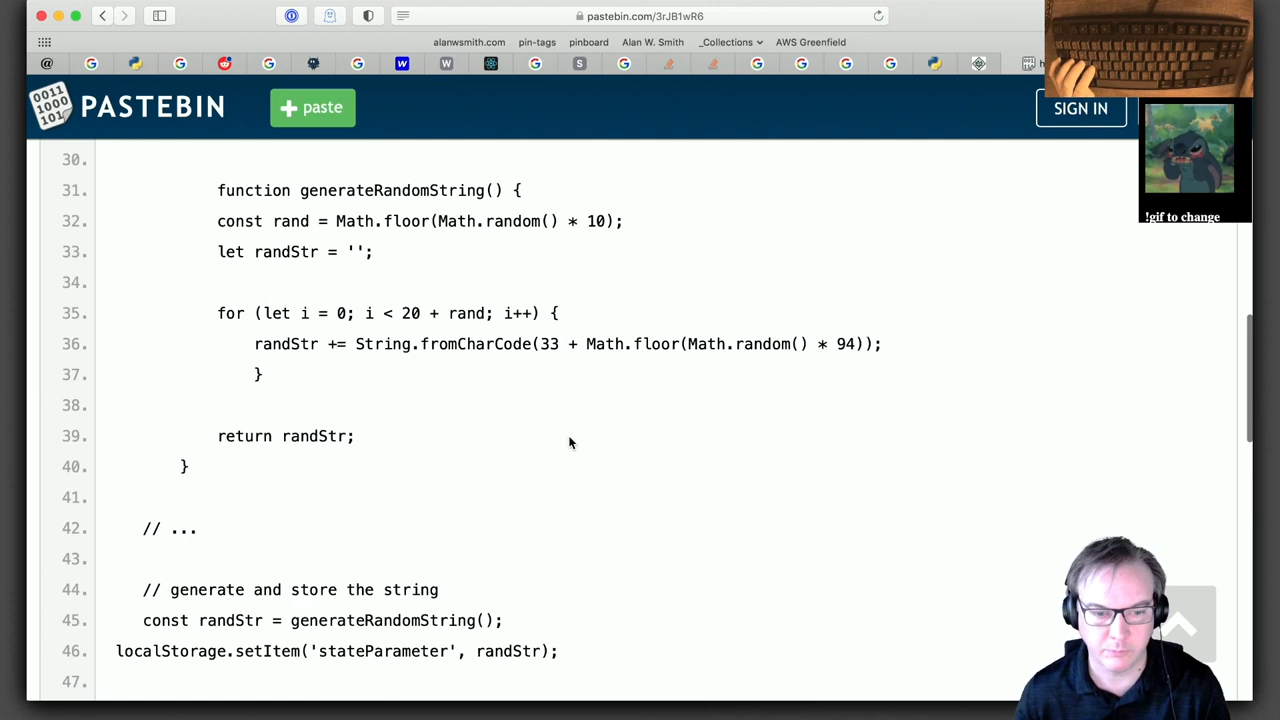 pastebin.com/3rJB1wR6
alanwsmith.com pin-tags pinboard Alan W. Smith _Collections AWS Greenfield
0011
1000
101
PASTEBIN
+ paste
SIGN IN
!gif to change
30.
31. function generateRandomString() {
32. const rand = Math.floor(Math.random() * 10);
33. let randStr = '';
34.
35. for (let i = 0; i < 20 + rand; i++) {
36. randStr += String.fromCharCode(33 + Math.floor(Math.random() * 94));
37. }
38.
39. return randStr;
40. }
41.
42. // ...
43.
44. // generate and store the string
45. const randStr = generateRandomString();
46. localStorage.setItem('stateParameter', randStr);
47.